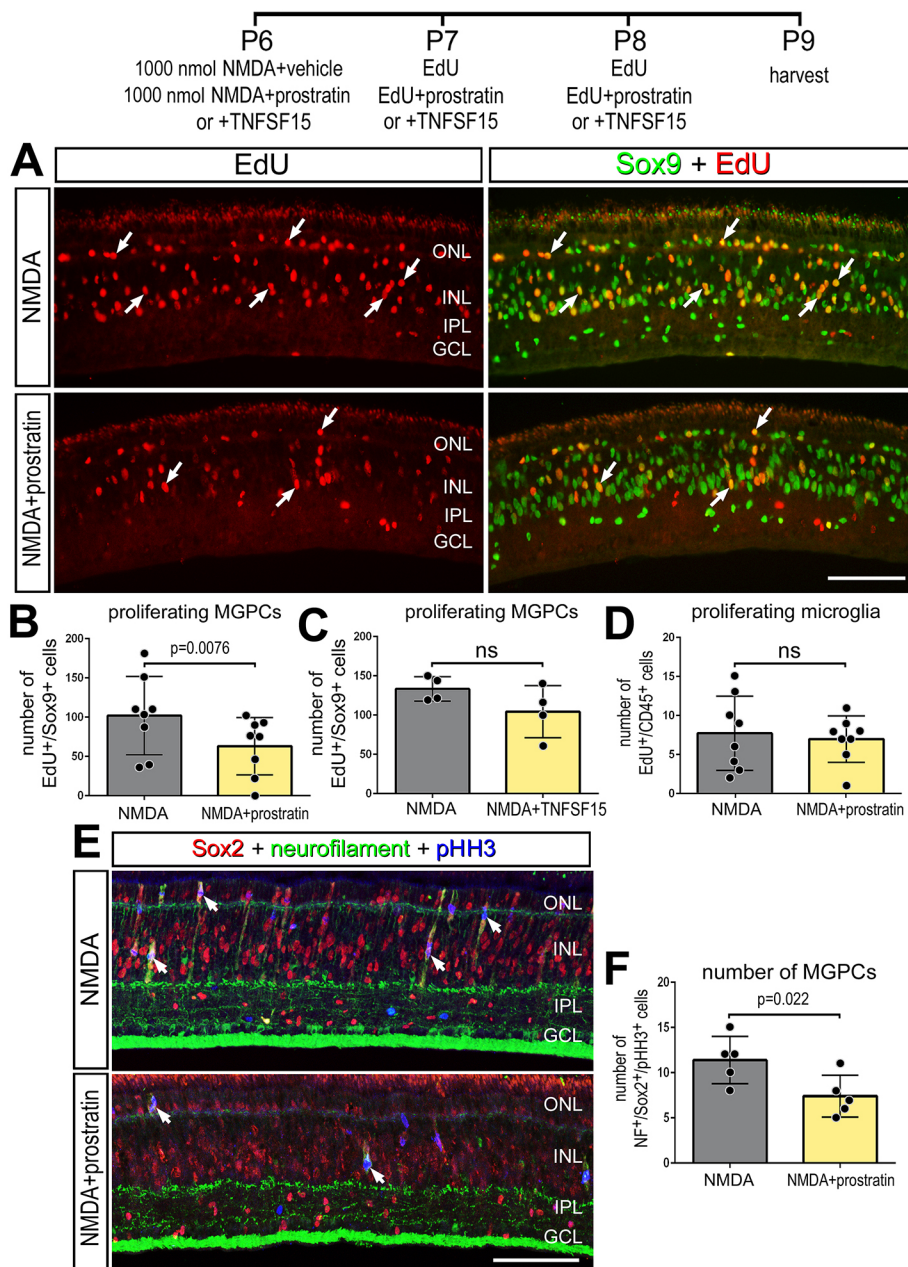 P6 P7 P8 P9
1000 nmol NMDA+vehicle EdU EdU harvest
1000 nmol NMDA+prostratin EdU+prostratin EdU+prostratin
or +TNFSF15 or +TNFSF15 or +TNFSF15
A
EdU Sox9 + EdU
NMDA
ONL
INL
IPL
GCL
NMDA+prostratin
ONL
INL
IPL
GCL
B
proliferating MGPCs
number of
EdU⁺/Sox9⁺ cells
200
150
100
50
0
p=0.0076
NMDA NMDA+prostratin
C
proliferating MGPCs
number of
EdU⁺/Sox9⁺ cells
200
150
100
50
0
ns
NMDA NMDA+TNFSF15
D
proliferating microglia
number of
EdU⁺/CD45⁺ cells
20
15
10
5
0
ns
NMDA NMDA+prostratin
E
Sox2 + neurofilament + pHH3
NMDA
ONL
INL
IPL
GCL
NMDA+prostratin
ONL
INL
IPL
GCL
F
number of MGPCs
number of
NF⁺/Sox2⁺/pHH3⁺ cells
20
15
10
5
0
p=0.022
NMDA NMDA+prostratin